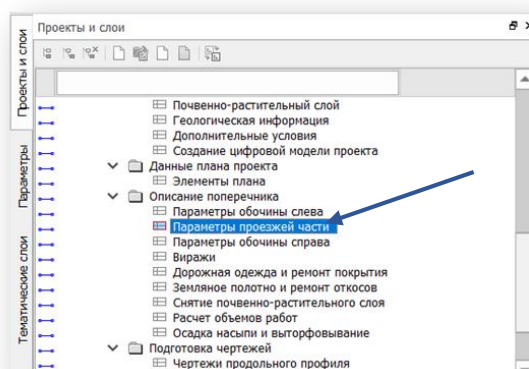 Проекты и слои
Проекты и слои
Параметры
Тематические слои
Почвенно-растительный слой
Геологическая информация
Дополнительные условия
Создание цифровой модели проекта
Данные плана проекта
Элементы плана
Описание поперечника
Параметры обочины слева
Параметры проезжей части
Параметры обочины справа
Виражи
Дорожная одежда и ремонт покрытия
Земляное полотно и ремонт откосов
Снятие почвенно-растительного слоя
Расчет объемов работ
Осадка насыпи и выторфовывание
Подготовка чертежей
Чертежи продольного профиля